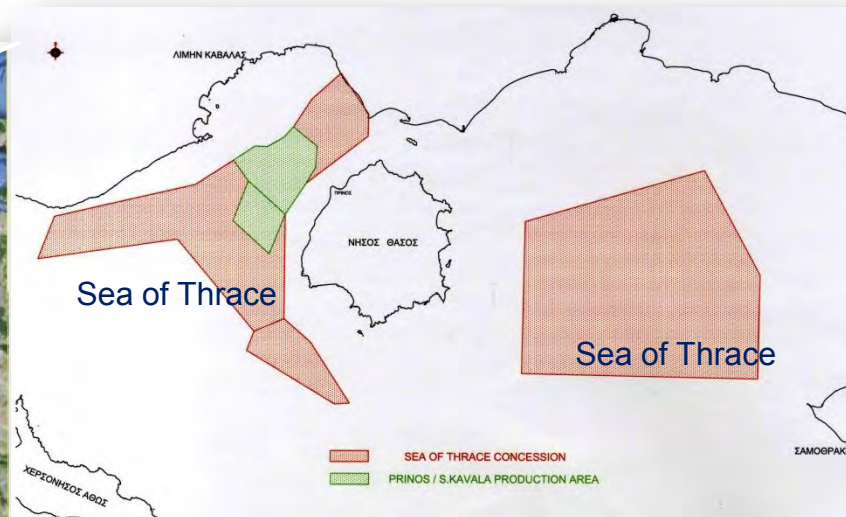 ΛΙΜΗΝ ΚΑΒΑΛΑΣ
ΠΡΙΝΟΣ
ΝΗΣΟΣ ΘΑΣΟΣ
Sea of Thrace
Sea of Thrace
ΣΑΜΟΘΡΑΚ
ΧΕΡΣΟΝΗΣΟΣ ΑΘΩΣ
SEA OF THRACE CONCESSION
PRINOS / S.KAVALA PRODUCTION AREA